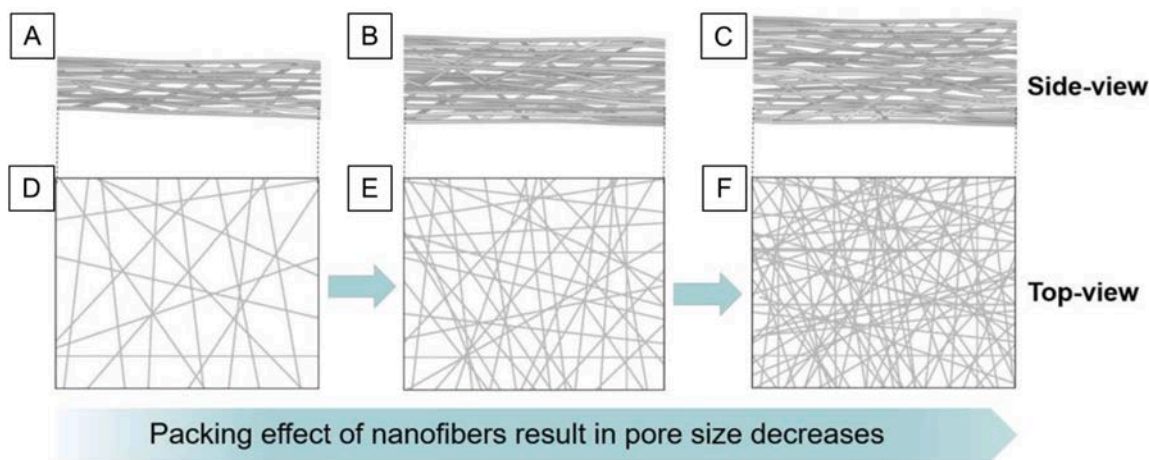 A
B
C
Side-view
D
E
F
Top-view
Packing effect of nanofibers result in pore size decreases